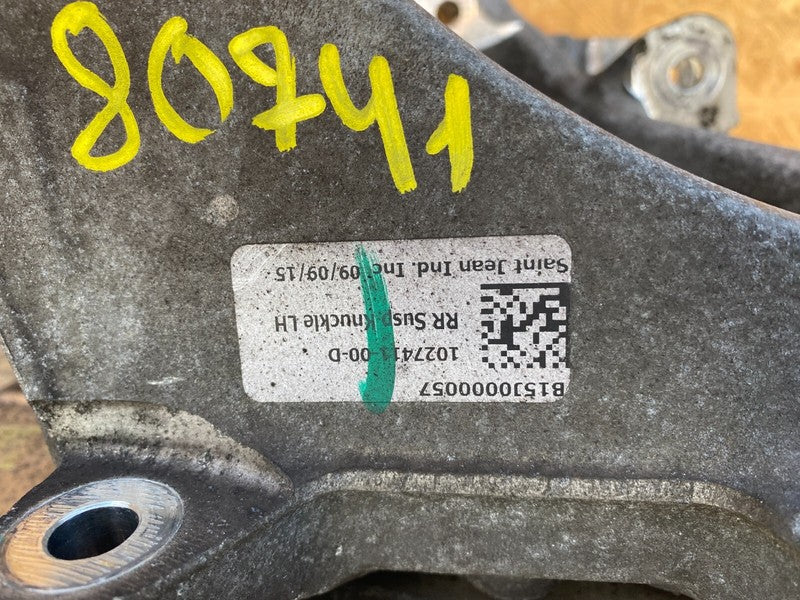 80741
B15J0000057
1027411-00-D
RR Susp Knuckle LH
Saint Jean Ind. Inc. 09/09/15